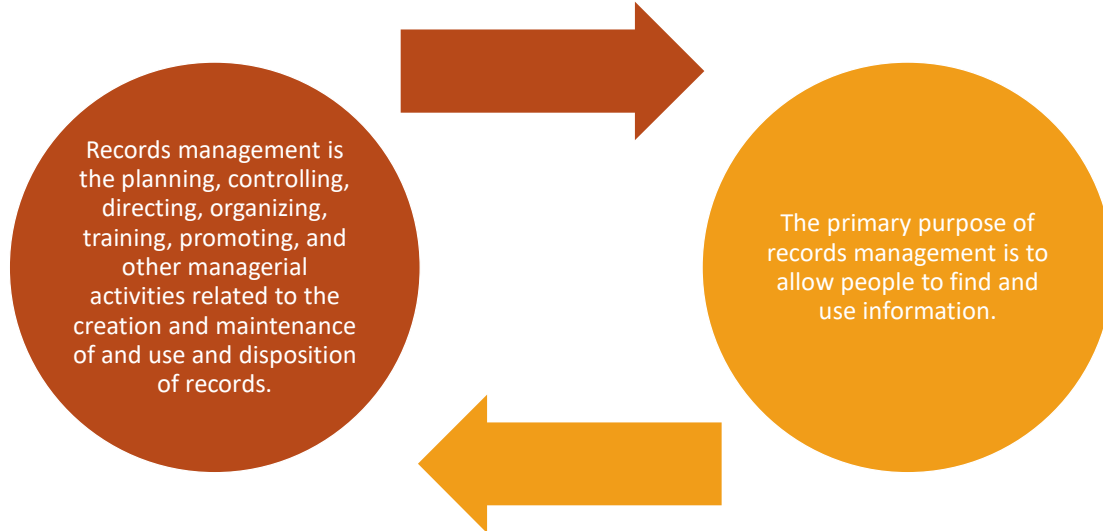 Records management is
the planning, controlling,
directing, organizing,
training, promoting, and
other managerial
activities related to the
creation and maintenance
of and use and disposition
of records.
The primary purpose of
records management is to
allow people to find and
use information.